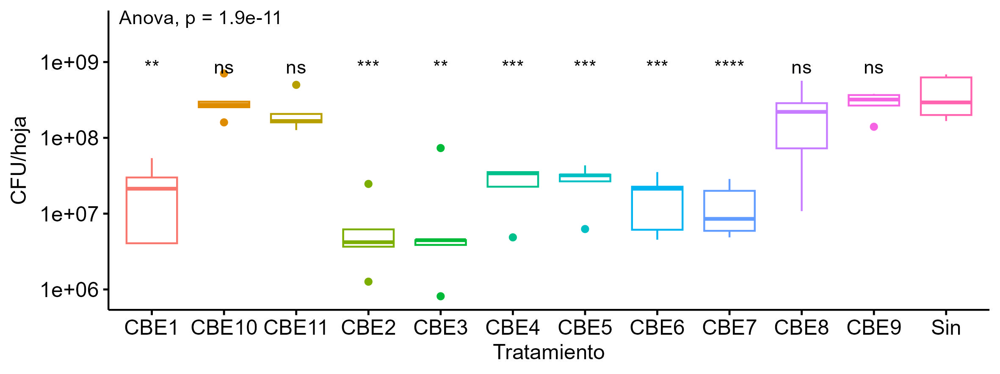 Anova, p = 1.9e-11
1e+09
1e+08
1e+07
1e+06
CFU/hoja
** ns ns *** ** *** *** *** **** ns ns
CBE1 CBE10 CBE11 CBE2 CBE3 CBE4 CBE5 CBE6 CBE7 CBE8 CBE9 Sin
Tratamiento